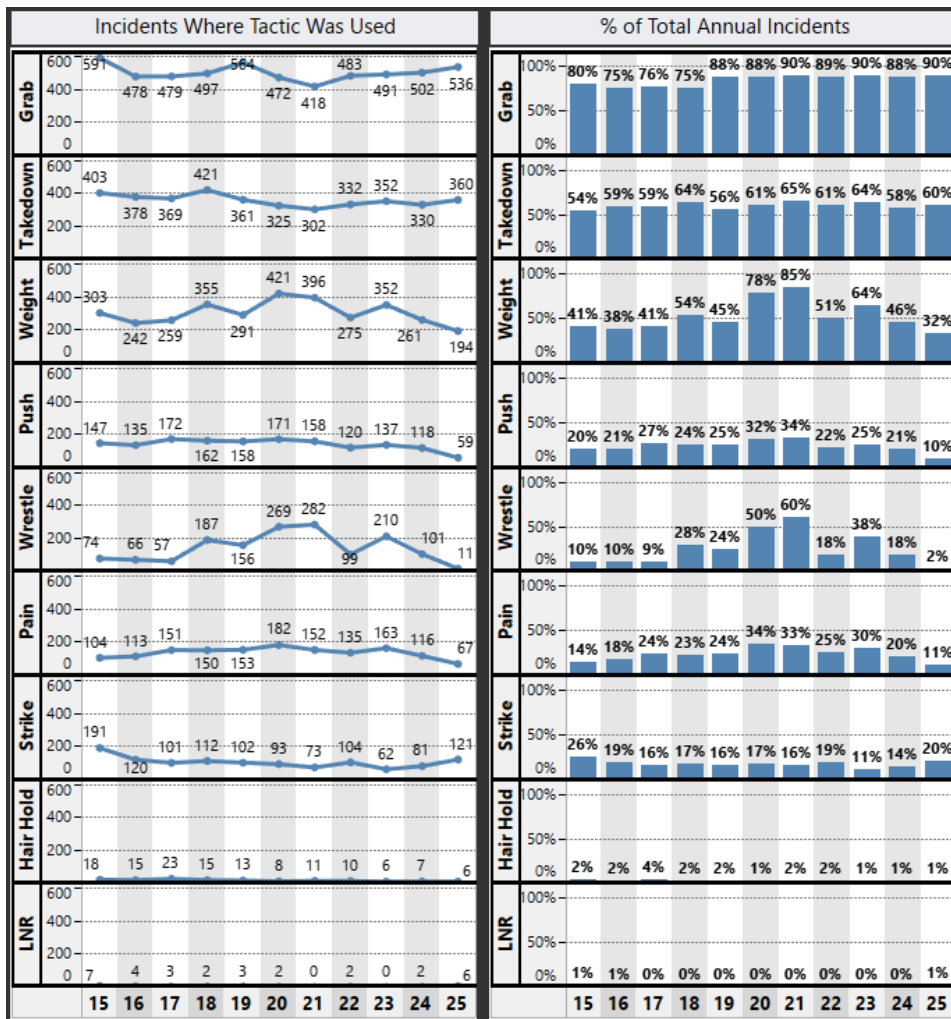 Incidents Where Tactic Was Used
% of Total Annual Incidents
Grab
600
400
200
0
591 478 479 497 564 472 418 483 491 502 536
100%
50%
0%
80% 75% 76% 75% 88% 88% 90% 89% 90% 88% 90%
Takedown
600
400
200
403 378 369 421 361 325 302 332 352 330 360
100%
50%
0%
54% 59% 59% 64% 56% 61% 65% 61% 64% 58% 60%
Weight
600
400
200
0
303 242 259 355 291 421 396 275 352 261 194
100%
50%
0%
41% 38% 41% 54% 45% 78% 85% 51% 64% 46% 32%
Push
600
400
200
0
147 135 172 162 158 171 158 120 137 118 59
100%
50%
0%
20% 21% 27% 24% 25% 32% 34% 22% 25% 21% 10%
Wrestle
600
400
200
74 66 57 187 156 269 282 99 210 101 11
100%
50%
0%
10% 10% 9% 28% 24% 50% 60% 18% 38% 18% 2%
Pain
600
400
200
0
104 113 151 150 153 182 152 135 163 116 67
100%
50%
0%
14% 18% 24% 23% 24% 34% 33% 25% 30% 20% 11%
Strike
600
400
200
0
191 120 101 112 102 93 73 104 62 81 121
100%
50%
0%
26% 19% 16% 17% 16% 17% 16% 19% 11% 14% 20%
Hair Hold
600
400
200
18 15 23 15 13 8 11 10 6 7 6
100%
50%
2% 2% 4% 2% 2% 1% 2% 2% 1% 1% 1%
LNR
600
400
200
0
7 4 3 2 3 2 0 2 0 2 6
100%
50%
0%
1% 1% 0% 0% 0% 0% 0% 0% 0% 0% 1%
15 16 17 18 19 20 21 22 23 24 25
15 16 17 18 19 20 21 22 23 24 25